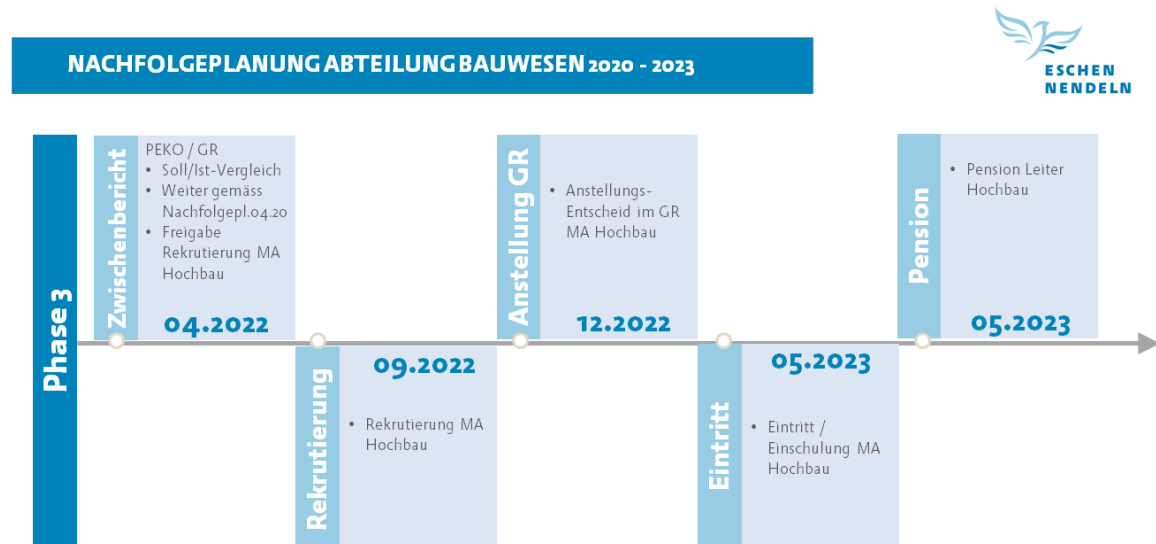 NACHFOLGEPLANUNG ABTEILUNG BAUWESEN 2020 - 2023
ESCHEN
NENDELN
Phase 3
Zwischenbericht
PEKO / GR
• Soll/Ist-Vergleich
• Weiter gemäss
Nachfolgepl.04.20
• Freigabe
Rekrutierung MA
Hochbau
04.2022
Rekrutierung
09.2022
• Rekrutierung MA
Hochbau
Anstellung GR
• Anstellungs-
Entscheid im GR
MA Hochbau
12.2022
Eintritt
05.2023
• Eintritt /
Einschulung MA
Hochbau
Pension
• Pension Leiter
Hochbau
05.2023